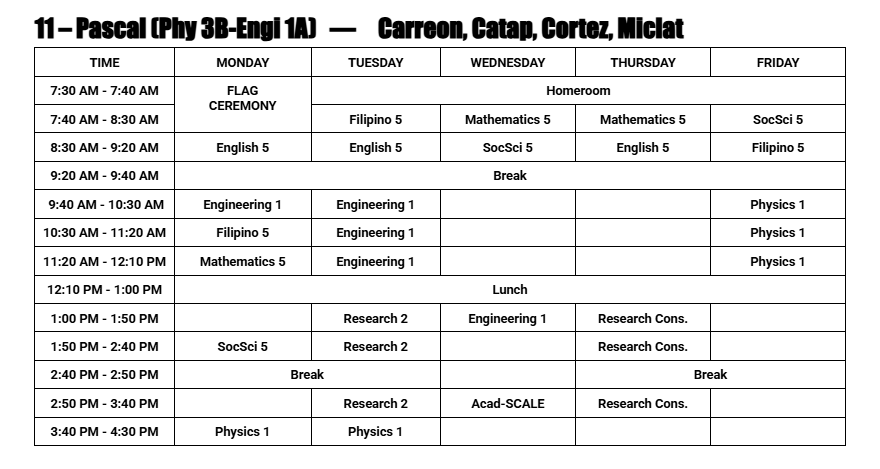 11 – Pascal (Phy 3B-Engi 1A) — Carreon, Catap, Cortez, Miclat
TIME MONDAY TUESDAY WEDNESDAY THURSDAY FRIDAY
7:30 AM - 7:40 AM FLAG CEREMONY Homeroom
7:40 AM - 8:30 AM Filipino 5 Mathematics 5 Mathematics 5 SocSci 5
8:30 AM - 9:20 AM English 5 English 5 SocSci 5 English 5 Filipino 5
9:20 AM - 9:40 AM Break
9:40 AM - 10:30 AM Engineering 1 Engineering 1 Physics 1
10:30 AM - 11:20 AM Filipino 5 Engineering 1 Physics 1
11:20 AM - 12:10 PM Mathematics 5 Engineering 1 Physics 1
12:10 PM - 1:00 PM Lunch
1:00 PM - 1:50 PM Research 2 Engineering 1 Research Cons.
1:50 PM - 2:40 PM SocSci 5 Research 2 Research Cons.
2:40 PM - 2:50 PM Break Break
2:50 PM - 3:40 PM Research 2 Acad-SCALE Research Cons.
3:40 PM - 4:30 PM Physics 1 Physics 1